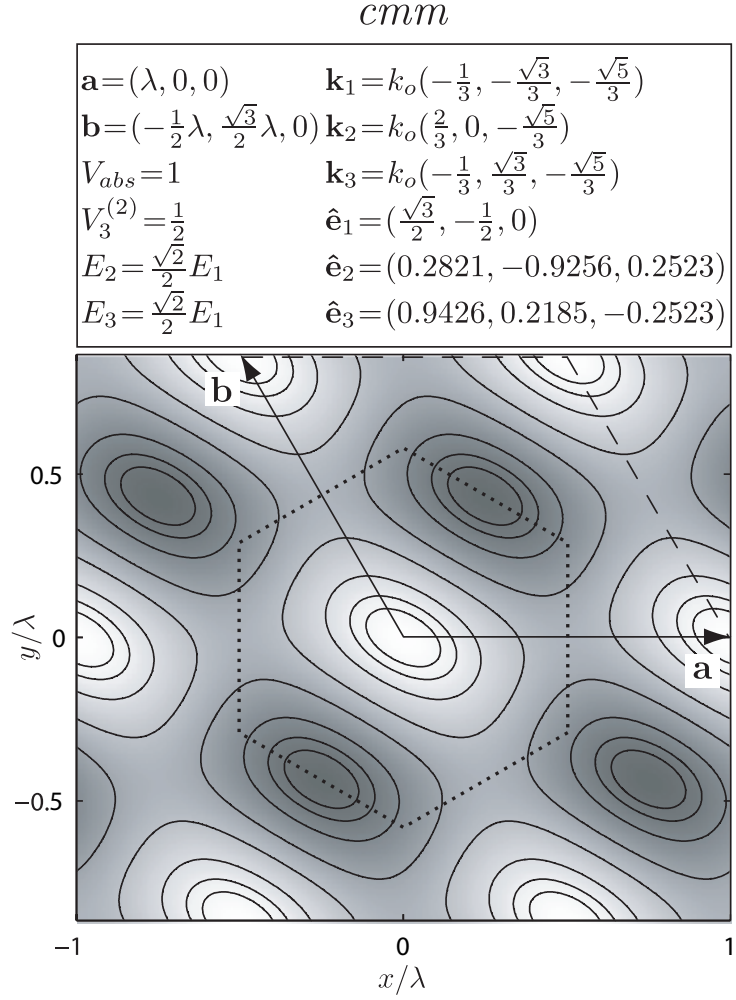 cmm
a=(λ, 0, 0) k₁=kₒ(−1/3, −√3/3, −√5/3)
b=(−1/2λ, √3/2λ, 0) k₂=kₒ(2/3, 0, −√5/3)
V_abs=1 k₃=kₒ(−1/3, √3/3, −√5/3)
V₃⁽²⁾=1/2 ê₁=(√3/2, −1/2, 0)
E₂=√2/2E₁ ê₂=(0.2821, −0.9256, 0.2523)
E₃=√2/2E₁ ê₃=(0.9426, 0.2185, −0.2523)
b
0.5
0
a
y/λ
−0.5
−1 0 1
x/λ